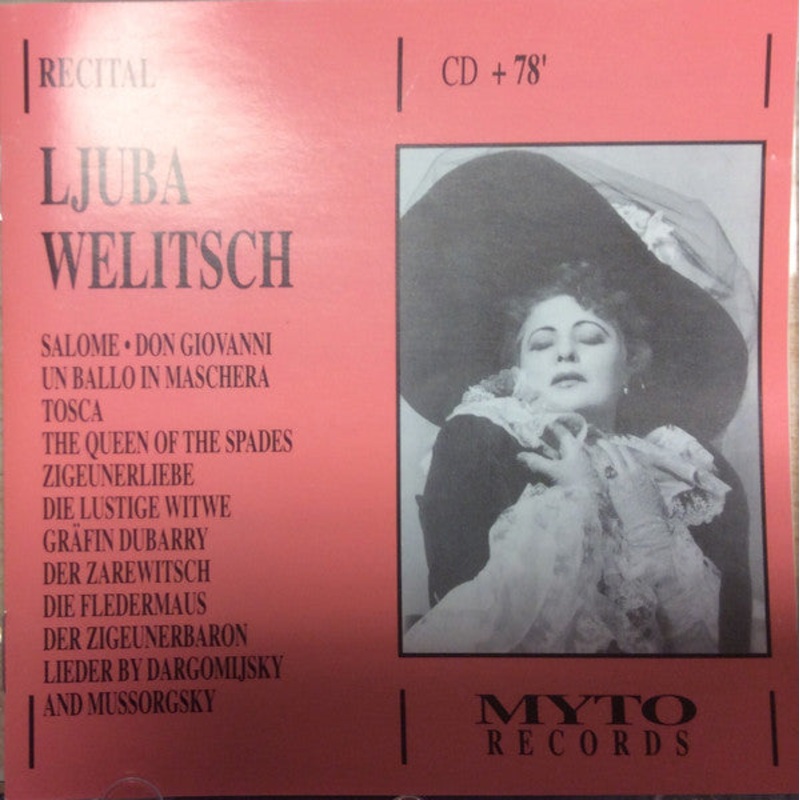 RECITAL
CD + 78'
LJUBA
WELITSCH
SALOME • DON GIOVANNI
UN BALLO IN MASCHERA
TOSCA
THE QUEEN OF THE SPADES
ZIGEUNERLIEBE
DIE LUSTIGE WITWE
GRÄFIN DUBARRY
DER ZAREWITSCH
DIE FLEDERMAUS
DER ZIGEUNERBARON
LIEDER BY DARGOMIJSKY
AND MUSSORGSKY
MYTO
RECORDS